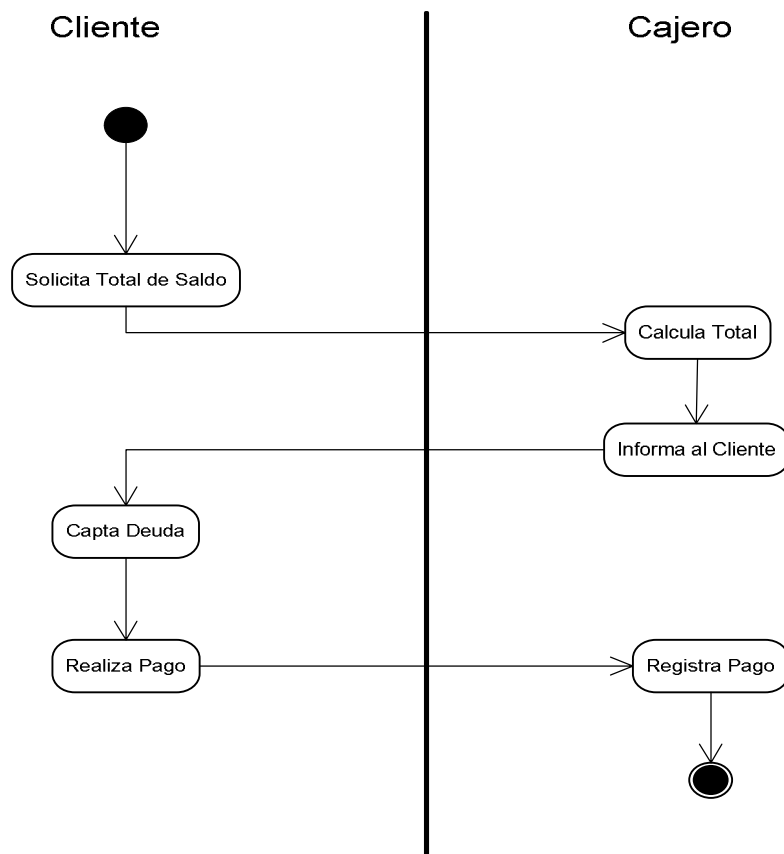 Cliente
Cajero
Solicita Total de Saldo
Calcula Total
Informa al Cliente
Capta Deuda
Realiza Pago
Registra Pago